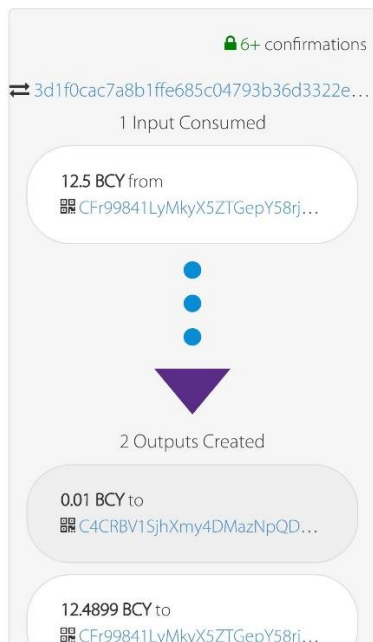 6+ confirmations
3d1f0cac7a8b1ffe685c04793b36d3322e...
1 Input Consumed
12.5 BCY from
CFr99841LyMkyX5ZTGepY58rj...
2 Outputs Created
0.01 BCY to
C4CRBV1SjhXmy4DMazNpQD...
12.4899 BCY to
CFr99841LyMkyX5ZTGepY58rj...